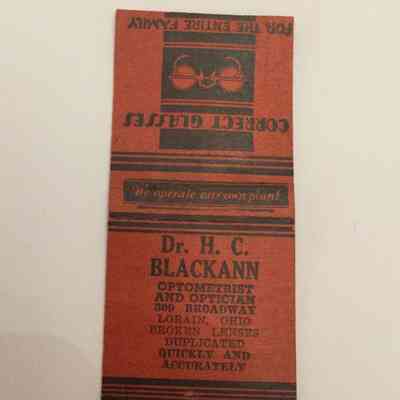 FOR THE ENTIRE FAMILY
CORRECT GLASSES
We operate our own plant
Dr. H. C.
BLACKANN
OPTOMETRIST
AND OPTICIAN
309 BROADWAY
LORAIN, OHIO
BROKEN LENSES
DUPLICATED
QUICKLY AND
ACCURATELY